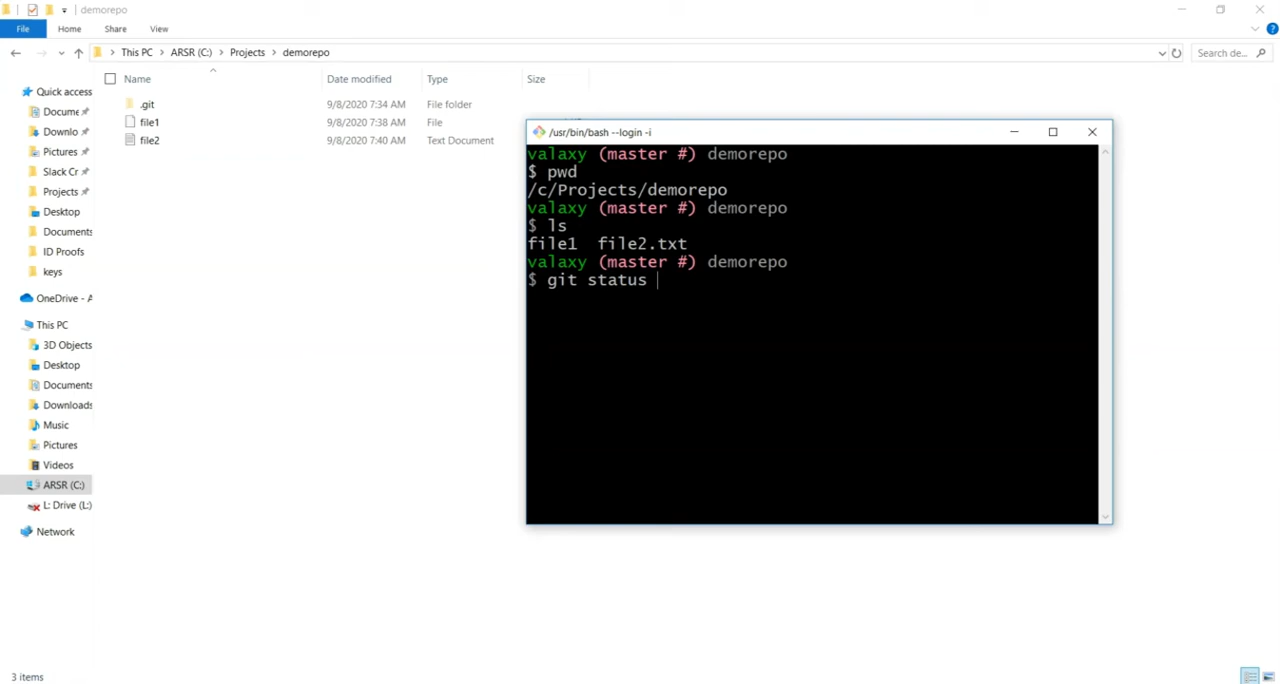 demorepo
File Home Share View
This PC ARSR (C:) Projects demorepo
Search de...
Name Date modified Type Size
.git 9/8/2020 7:34 AM File folder
file1 9/8/2020 7:38 AM File
file2 9/8/2020 7:40 AM Text Document
Quick access
Docume
Downlo
Pictures
Slack Cr
Projects
Desktop
Documents
ID Proofs
keys
OneDrive - A
This PC
3D Objects
Desktop
Documents
Downloads
Music
Pictures
Videos
ARSR (C:)
L: Drive (L:)
Network
3 items
/usr/bin/bash --login -i
valaxy (master #) demorepo
$ pwd
/c/Projects/demorepo
valaxy (master #) demorepo
$ ls
file1 file2.txt
valaxy (master #) demorepo
$ git status